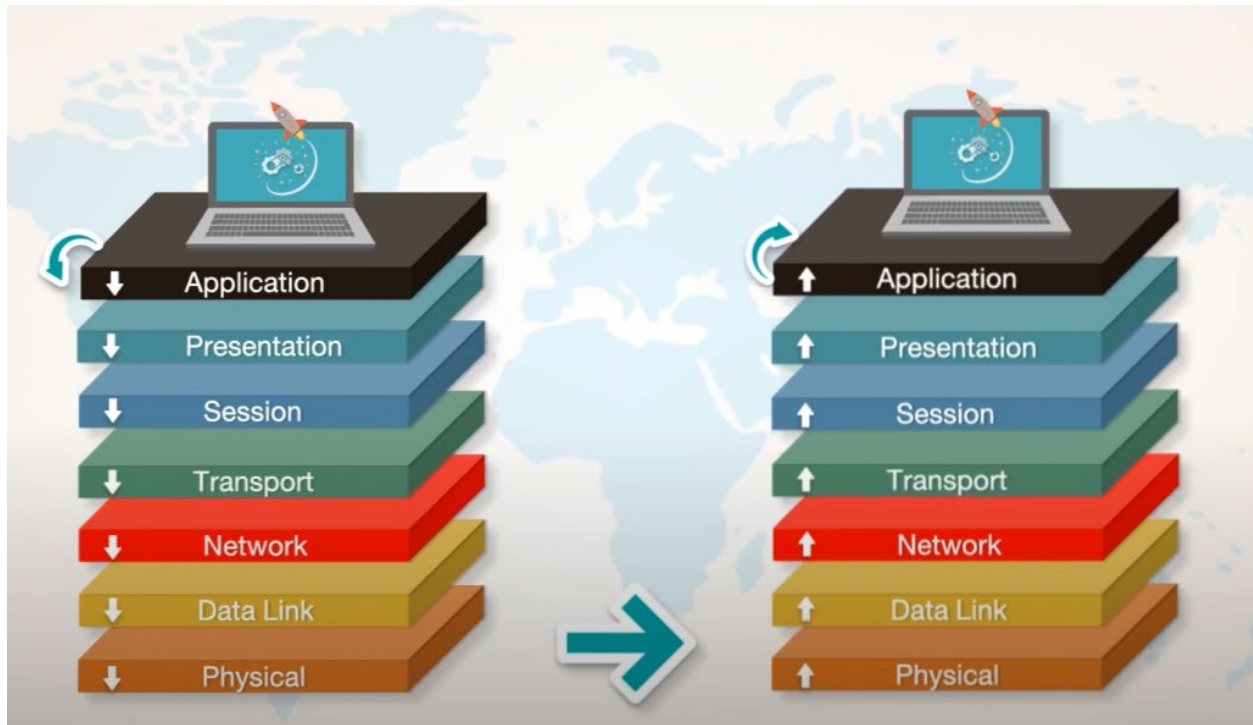 Application
Presentation
Session
Transport
Network
Data Link
Physical
Application
Presentation
Session
Transport
Network
Data Link
Physical